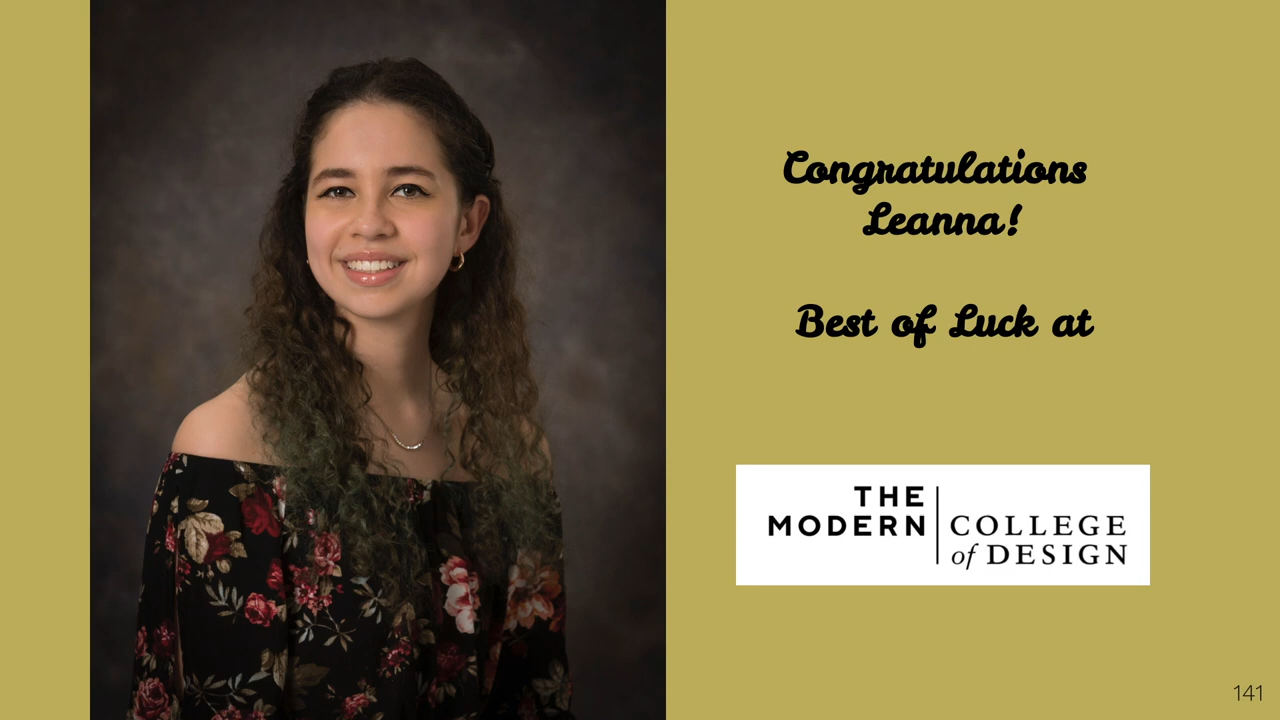 Congratulations
Leanna!
Best of Luck at
THE
MODERN
COLLEGE
of DESIGN
141